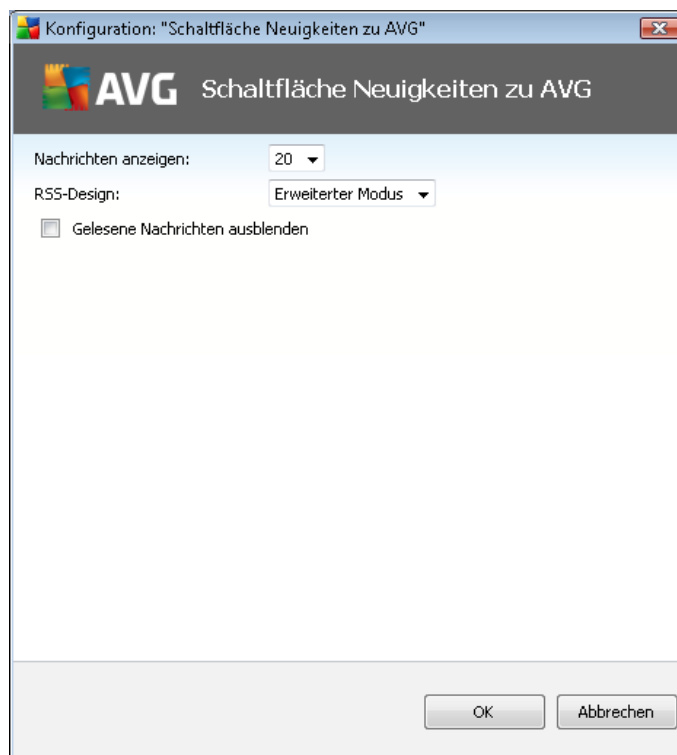 Konfiguration: "Schaltfläche Neuigkeiten zu AVG"
AVG Schaltfläche Neuigkeiten zu AVG
Nachrichten anzeigen: 20
RSS-Design: Erweiterter Modus
Gelesene Nachrichten ausblenden
OK Abbrechen